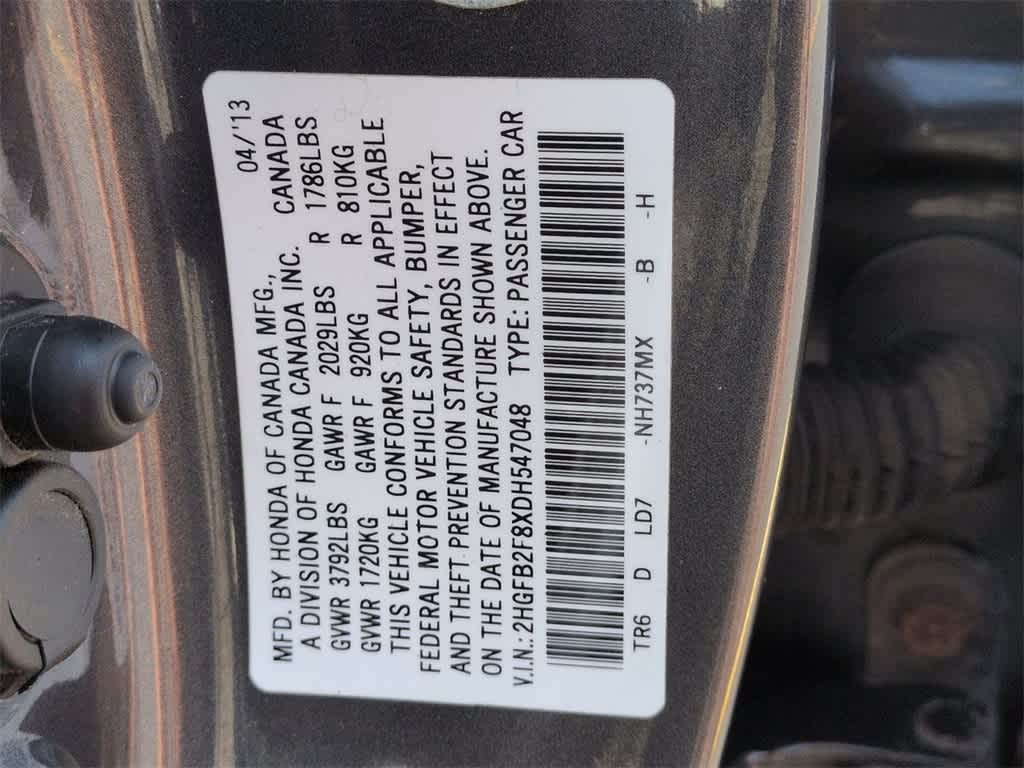 04/'13
MFD. BY HONDA OF CANADA MFG., CANADA
A DIVISION OF HONDA CANADA INC.
GVWR 3792LBS GAWR F 2029LBS R 1786LBS
GVWR 1720KG GAWR F 920KG R 810KG
THIS VEHICLE CONFORMS TO ALL APPLICABLE
FEDERAL MOTOR VEHICLE SAFETY, BUMPER,
AND THEFT PREVENTION STANDARDS IN EFFECT
ON THE DATE OF MANUFACTURE SHOWN ABOVE.
V.I.N.: 2HGFB2F8XDH547048 TYPE: PASSENGER CAR
TR6 D LD7 -NH737MX -B -H